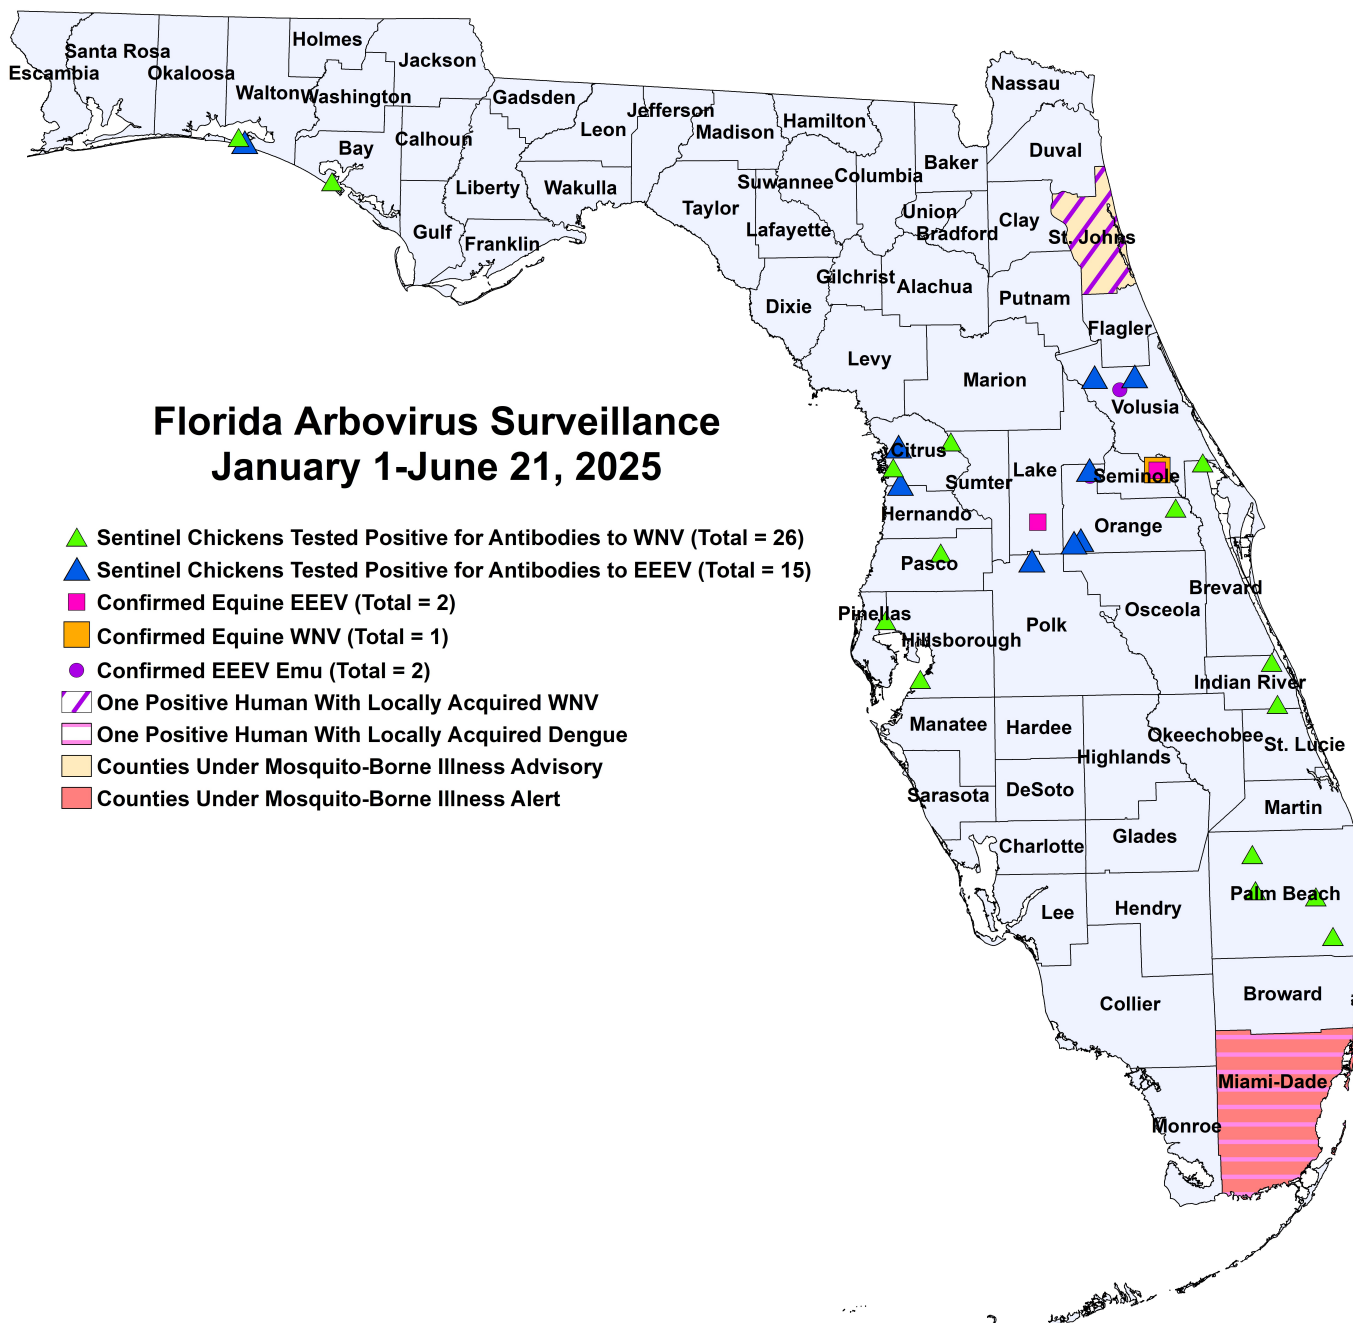 Nassau
Holmes
Santa Rosa
Jackson
Escambia
Okaloosa
Walton
Washington
Gadsden
Jefferson
Hamilton
Leon
Madison
Calhoun
Bay
Duval
Baker
Columbia
Suwannee
Liberty
Wakulla
Taylor
Union
Clay
Lafayette
Bradford
Gulf
Franklin
St. Johns
Gilchrist
Alachua
Putnam
Dixie
Flagler
Levy
Marion
Volusia
Florida Arbovirus Surveillance
January 1-June 21, 2025
Citrus
Lake
Sumter
Seminole
Hernando
Orange
Pasco
Brevard
Pinellas
Osceola
Polk
Hillsborough
Indian River
Manatee
Hardee
Okeechobee
St. Lucie
Highlands
Sarasota
DeSoto
Martin
Charlotte
Glades
Palm Beach
Lee
Hendry
Broward
Collier
Miami-Dade
Monroe
Sentinel Chickens Tested Positive for Antibodies to WNV (Total = 26)
Sentinel Chickens Tested Positive for Antibodies to EEEV (Total = 15)
Confirmed Equine EEEV (Total = 2)
Confirmed Equine WNV (Total = 1)
Confirmed EEEV Emu (Total = 2)
One Positive Human With Locally Acquired WNV
One Positive Human With Locally Acquired Dengue
Counties Under Mosquito-Borne Illness Advisory
Counties Under Mosquito-Borne Illness Alert